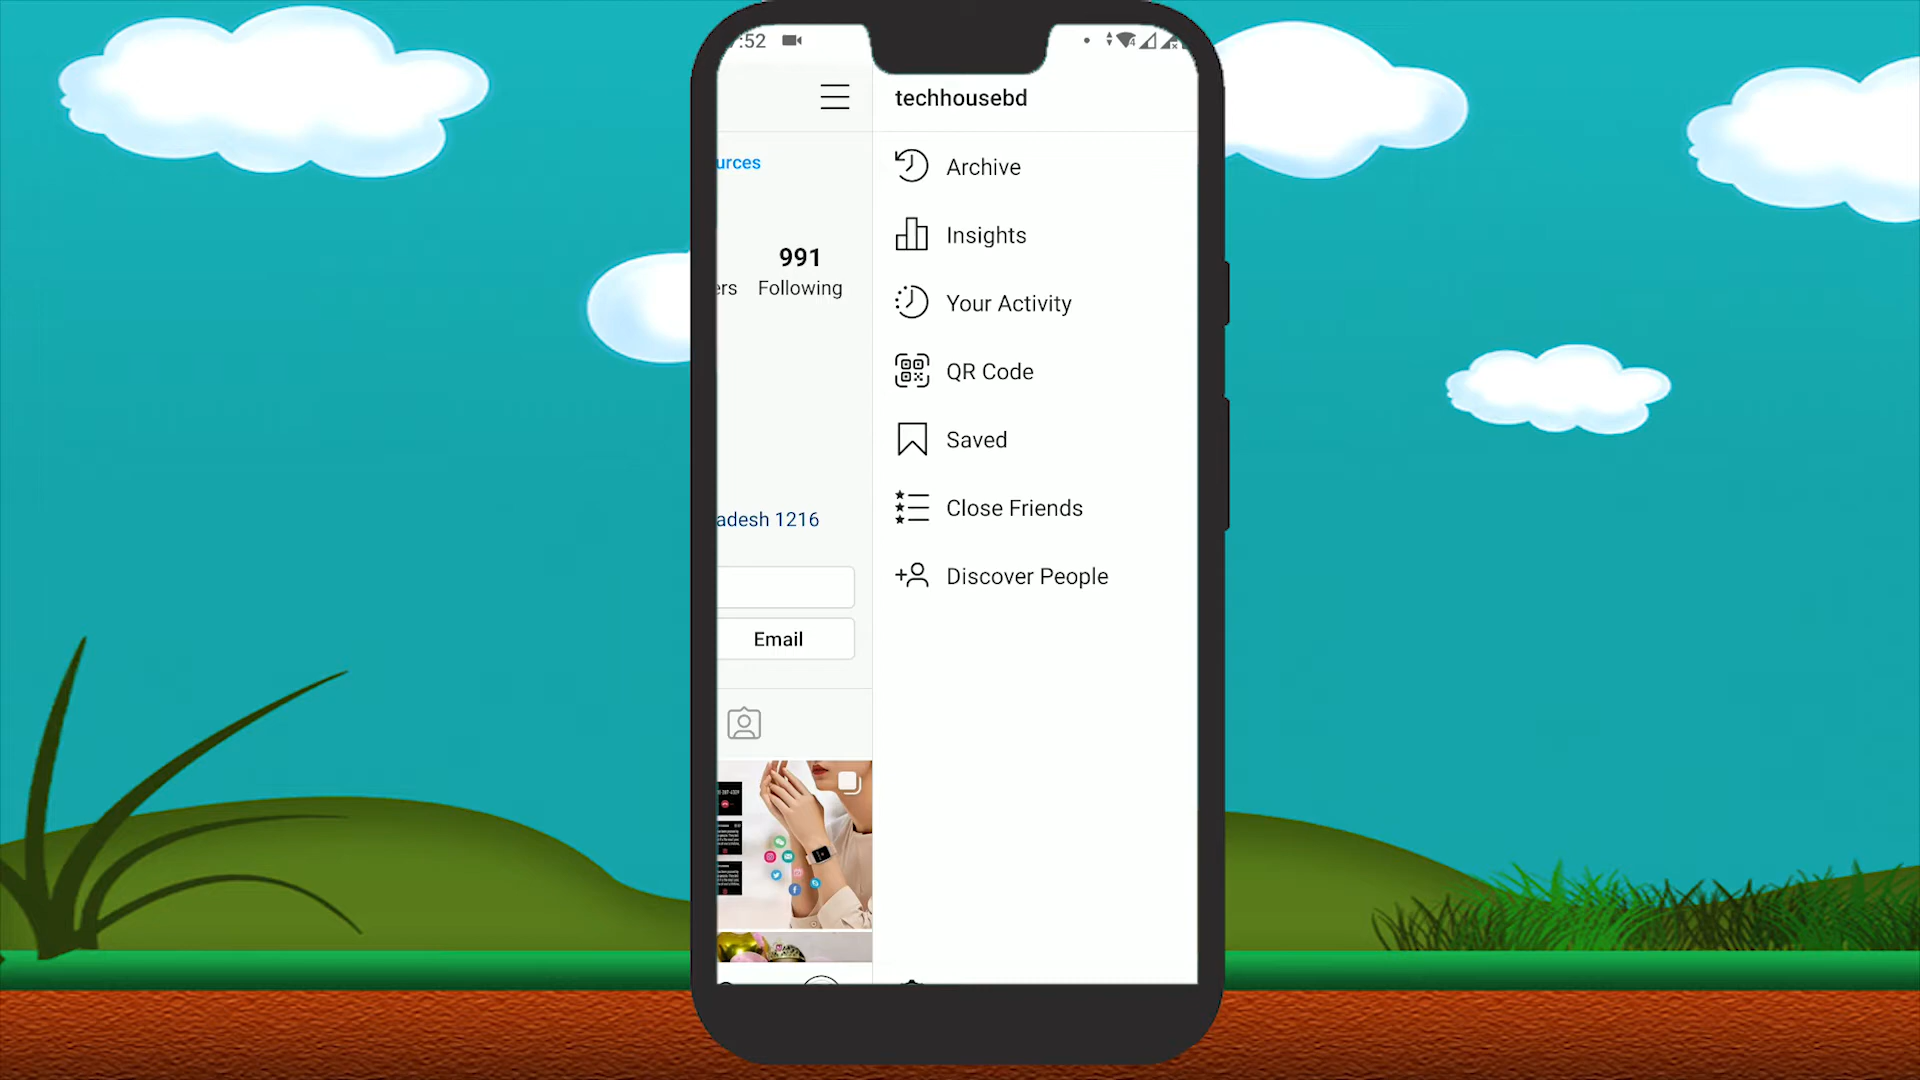 :52
techhousebd
urces
Archive
Insights
991
ers Following
Your Activity
QR Code
Saved
Close Friends
adesh 1216
Discover People
Email